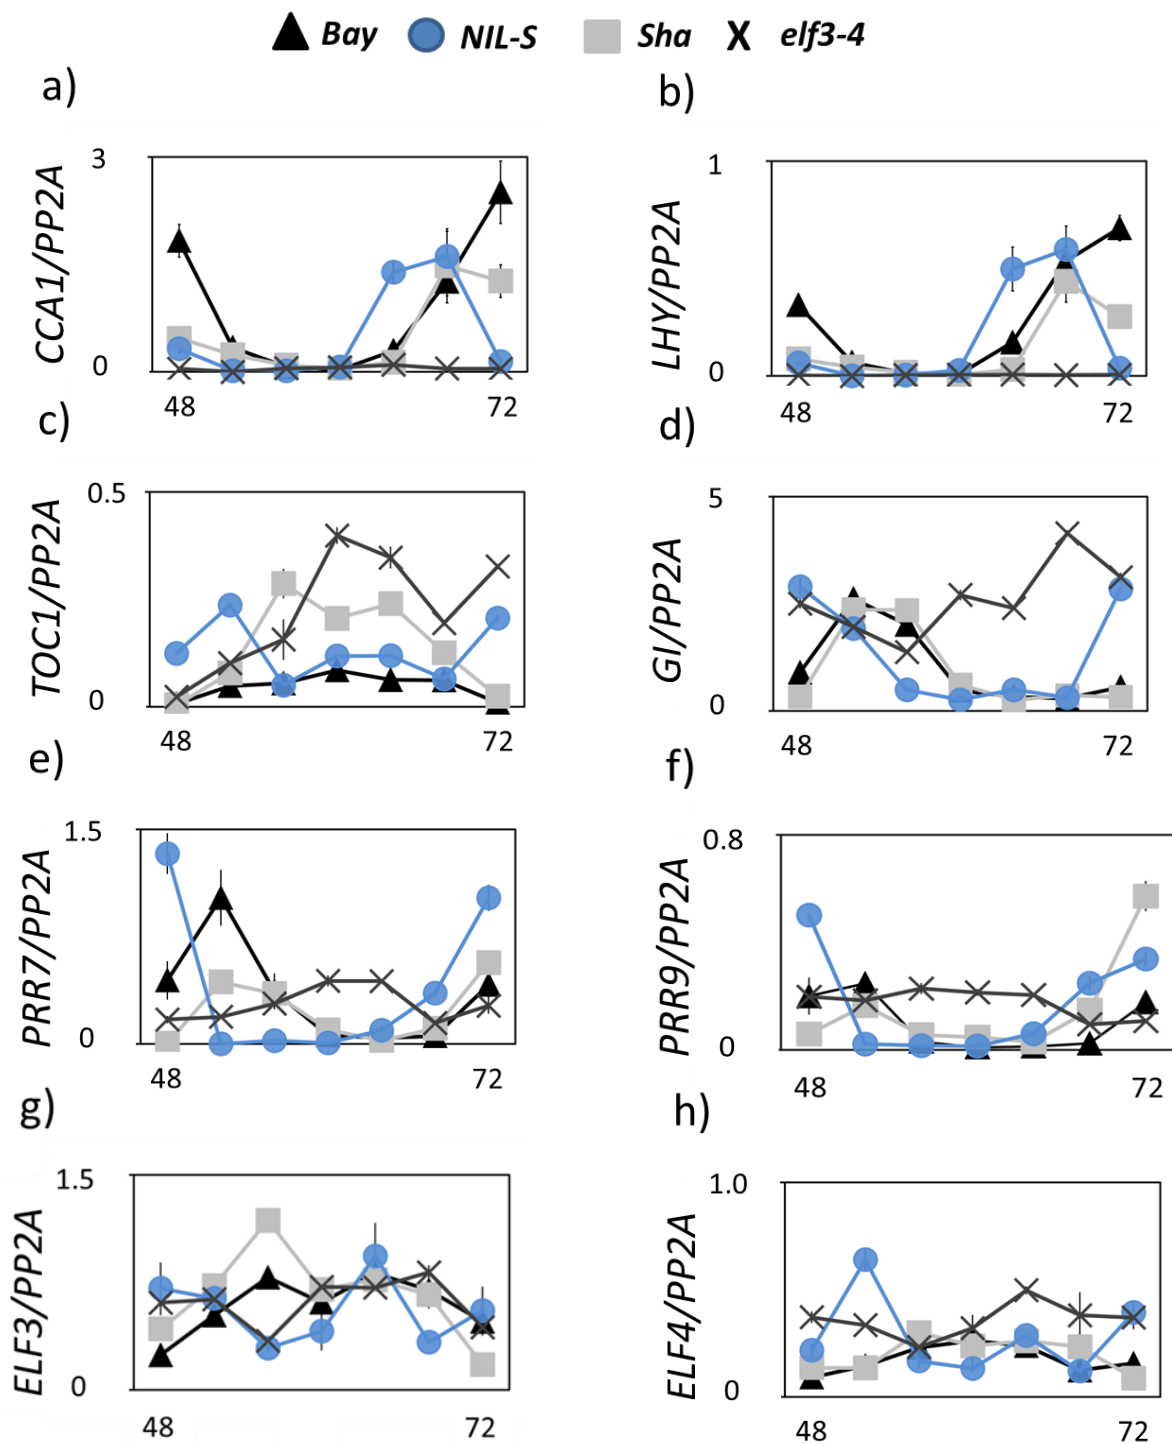 Bay NIL-S Sha X elf3-4
a) b)
CCA1/PP2A
3
0
48 72
LHY/PP2A
1
0
48 72
c) d)
TOC1/PP2A
0.5
0
48 72
GI/PP2A
5
0
48 72
e) f)
PRR7/PP2A
1.5
0
48 72
PRR9/PP2A
0.8
0
48 72
g) h)
ELF3/PP2A
1.5
0
48 72
ELF4/PP2A
1.0
0
48 72